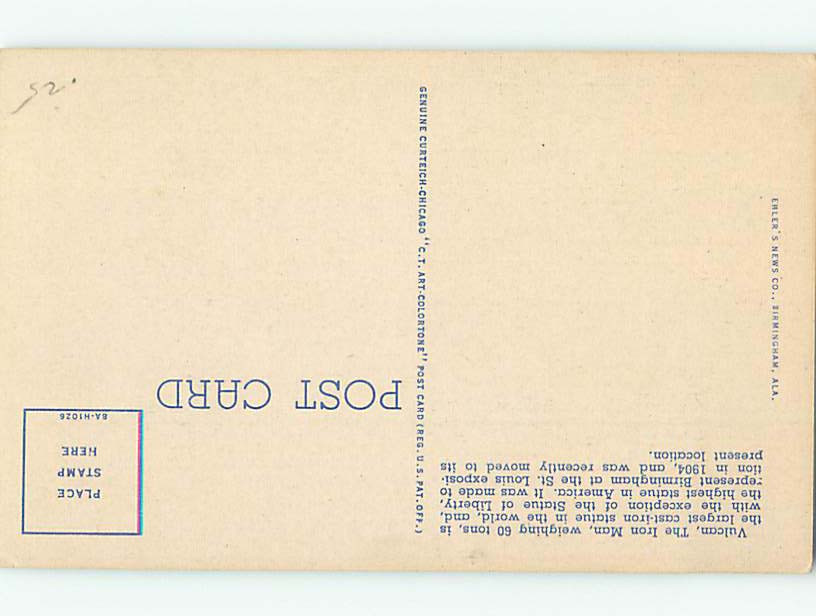 Vulcan, The Iron Man, weighing 60 tons, is
the largest cast-iron statue in the world, and,
with the exception of the Statue of Liberty,
the highest statue in America. It was made to
represent Birmingham at the St. Louis exposi-
tion in 1904, and was recently moved to its
present location.
EHLER'S NEWS CO., BIRMINGHAM, ALA.
GENUINE CURTEICH-CHICAGO "C.T. ART-COLORTONE" POST CARD (REG. U.S. PAT. OFF.)
POST CARD
PLACE
STAMP
HERE
8A-H1026